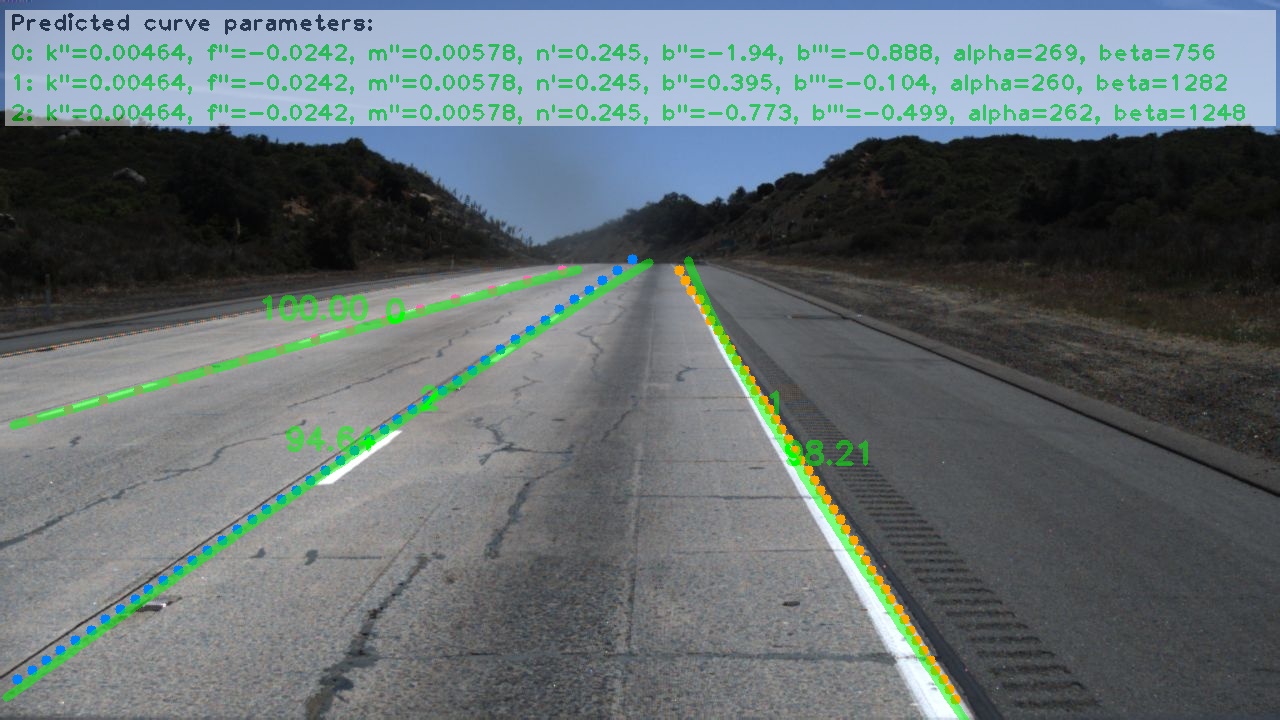 Predicted curve parameters:
0: k''=0.00464, f''=-0.0242, m''=0.00578, n'=0.245, b''=-1.94, b'''=-0.888, alpha=269, beta=756
1: k''=0.00464, f''=-0.0242, m''=0.00578, n'=0.245, b''=0.395, b'''=-0.104, alpha=260, beta=1282
2: k''=0.00464, f''=-0.0242, m''=0.00578, n'=0.245, b''=-0.773, b'''=-0.499, alpha=262, beta=1248
100.00 0
2
1
94.64
98.21